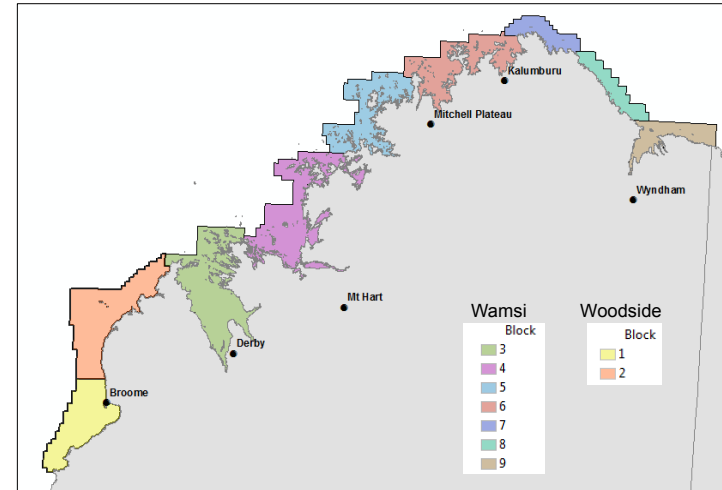 Kalumburu
Mitchell Plateau
Wyndham
Mt Hart
Derby
Broome
Wamsi
Block
3
4
5
6
7
8
9
Woodside
Block
1
2